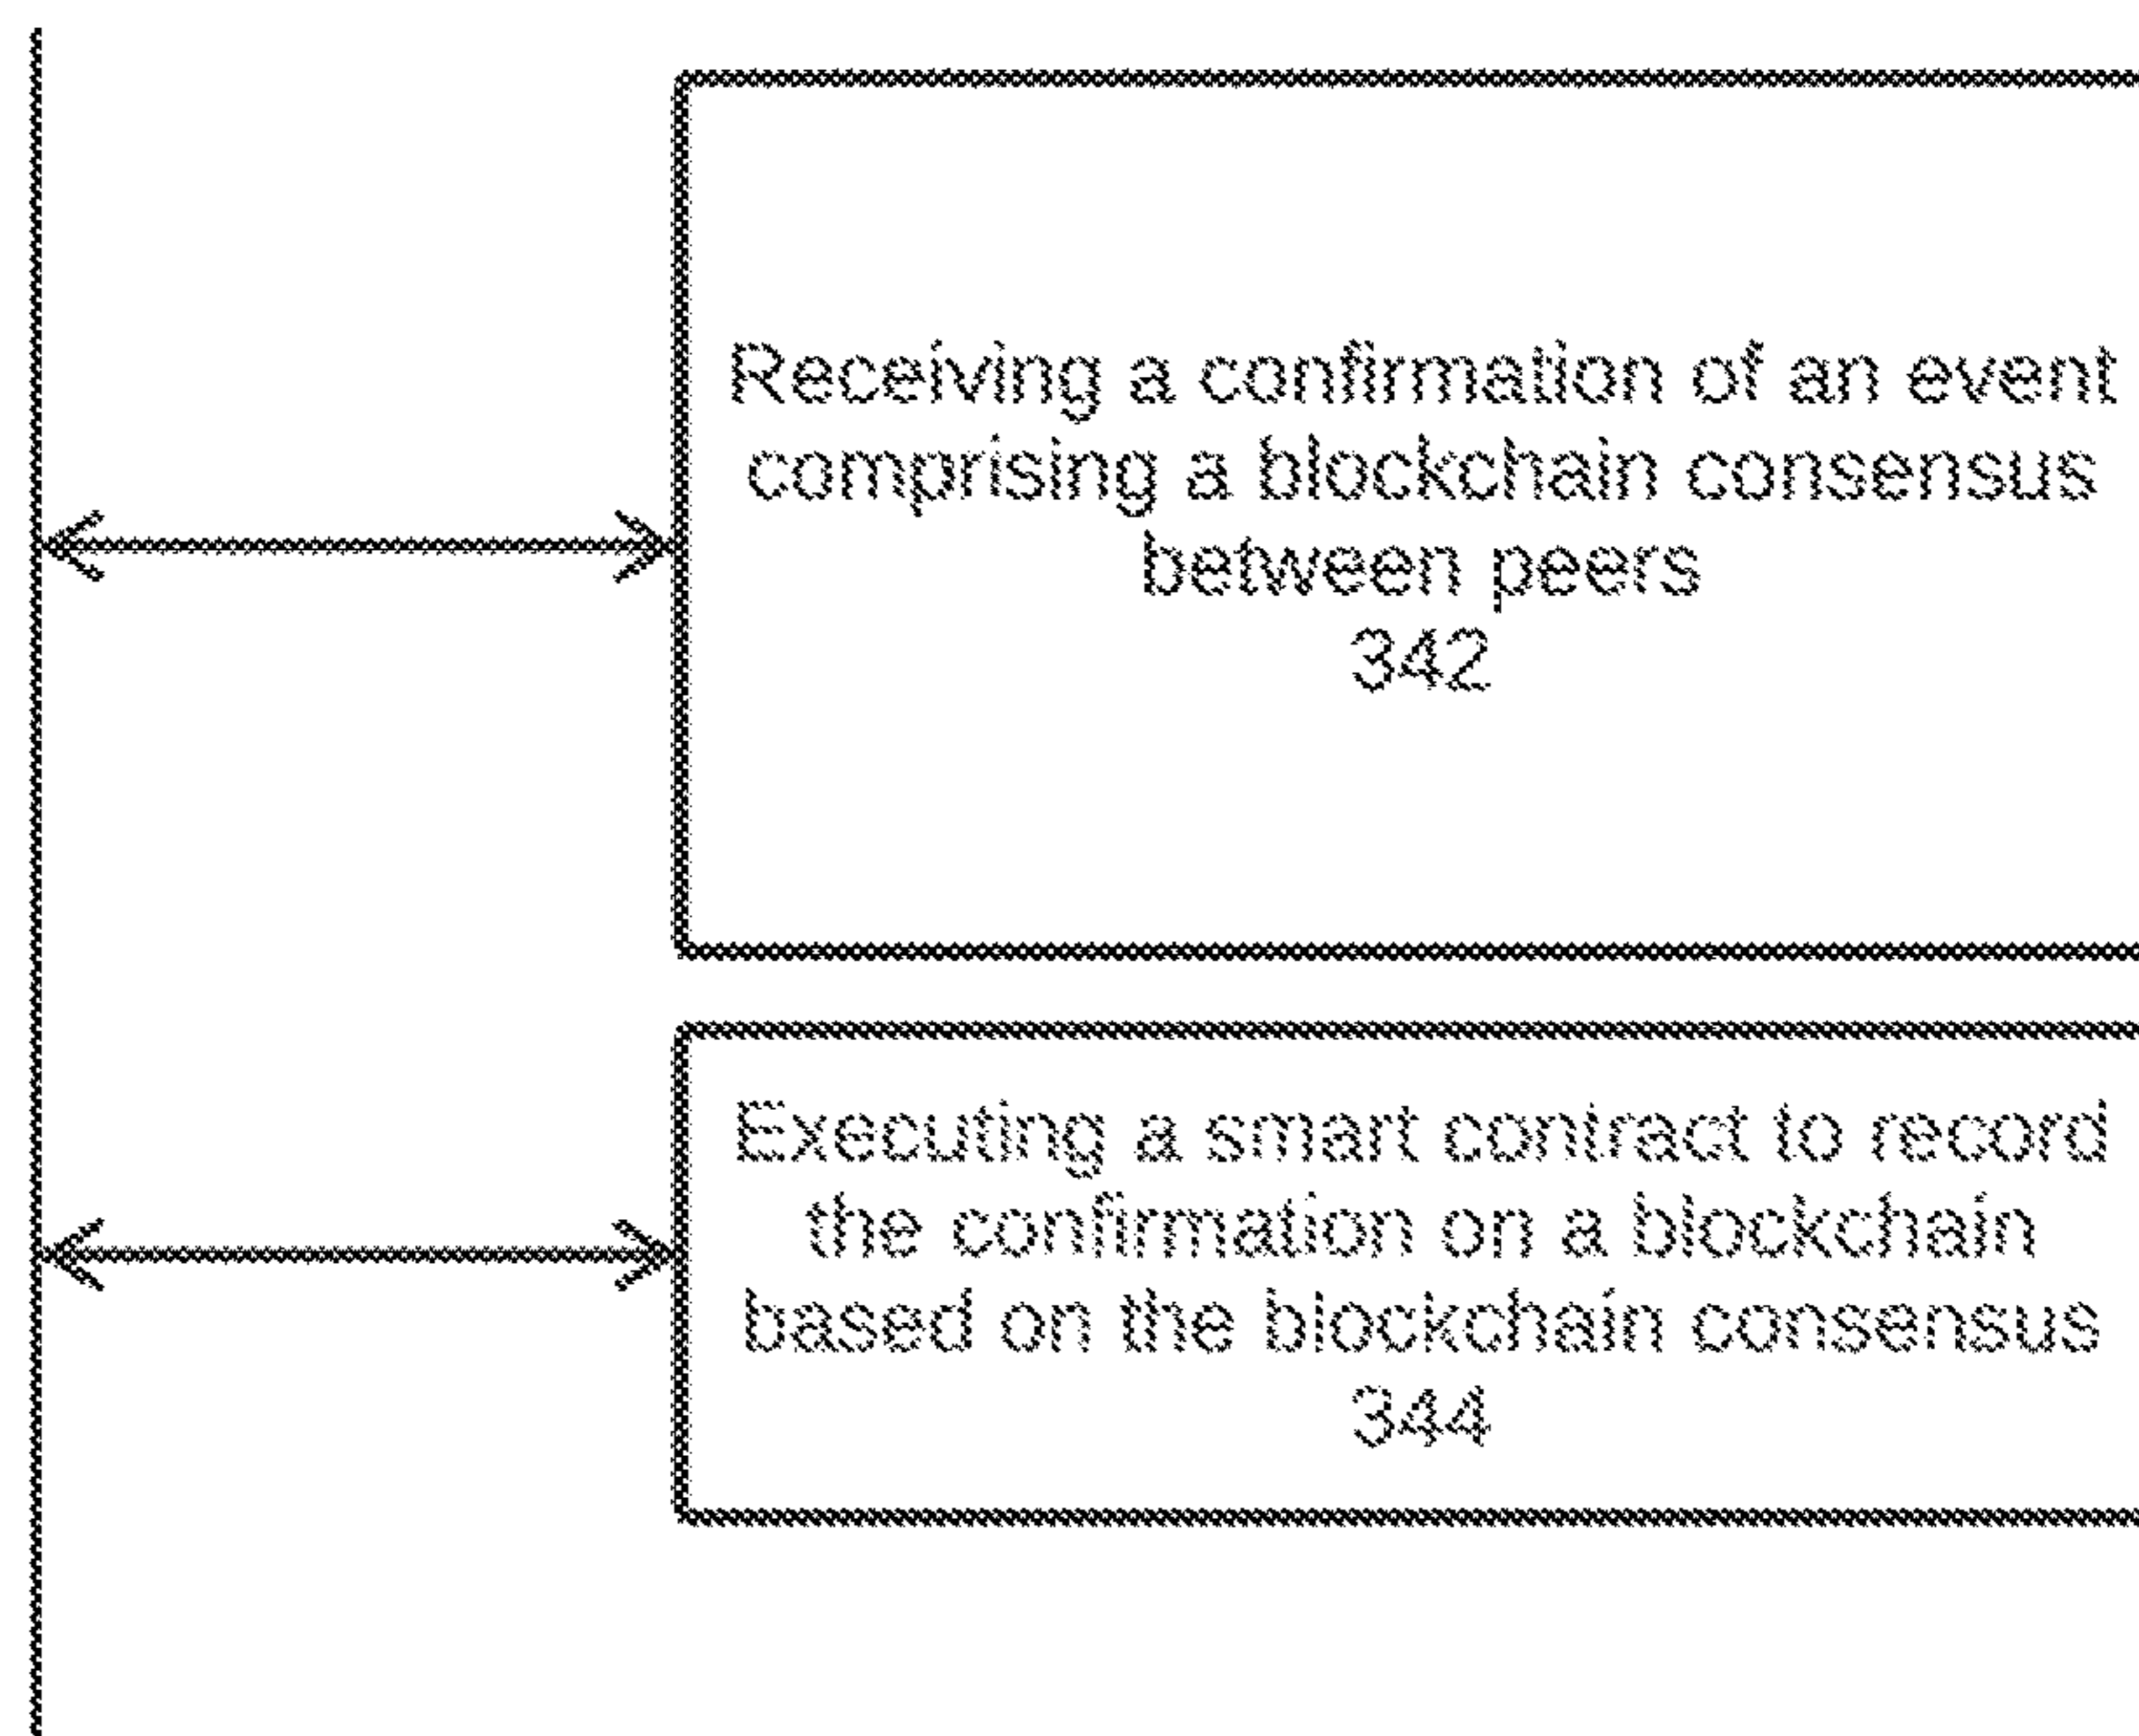 Receiving a confirmation of an event
comprising a blockchain consensus
between peers
342
Executing a smart contract to record
the confirmation on a blockchain
based on the blockchain consensus
344